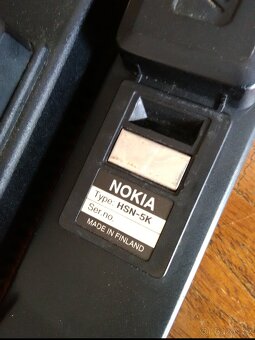 NOKIA
Type: HSN-5K
Ser.no.
MADE IN FINLAND